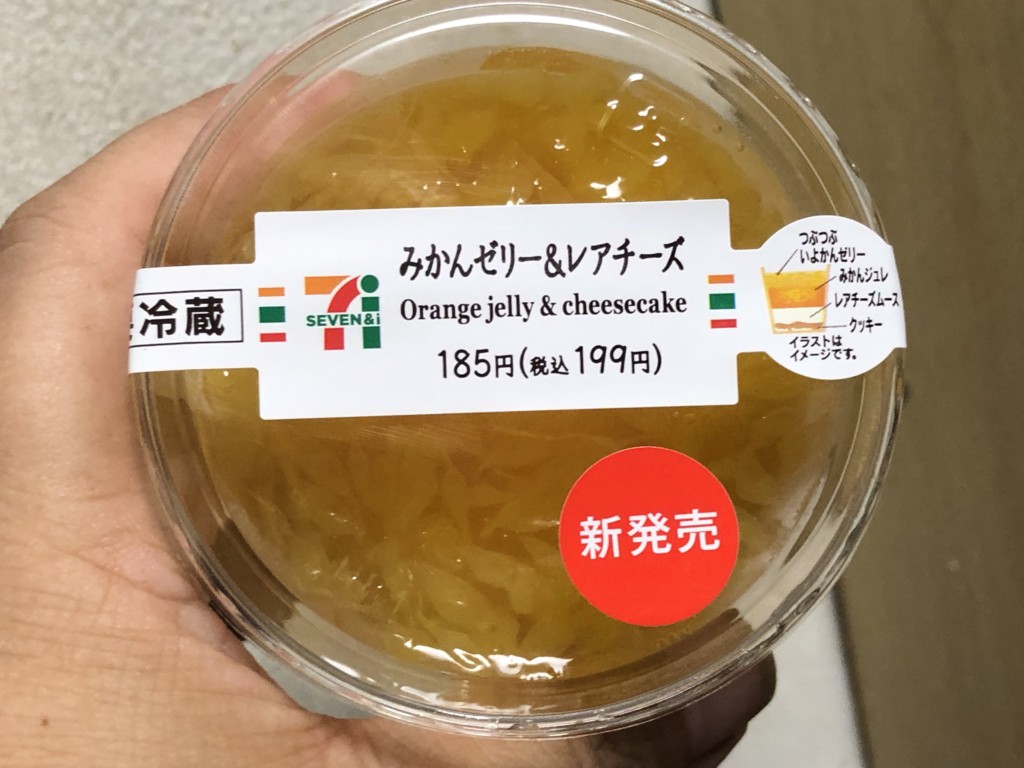 みかんゼリー&レアチーズ
Orange jelly & cheesecake
185円(税込199円)
冷蔵
7i
SEVEN&i
つぶつぶ
いよかんゼリー
みかんジュレ
レアチーズムース
クッキー
イラストは
イメージです。
新発売